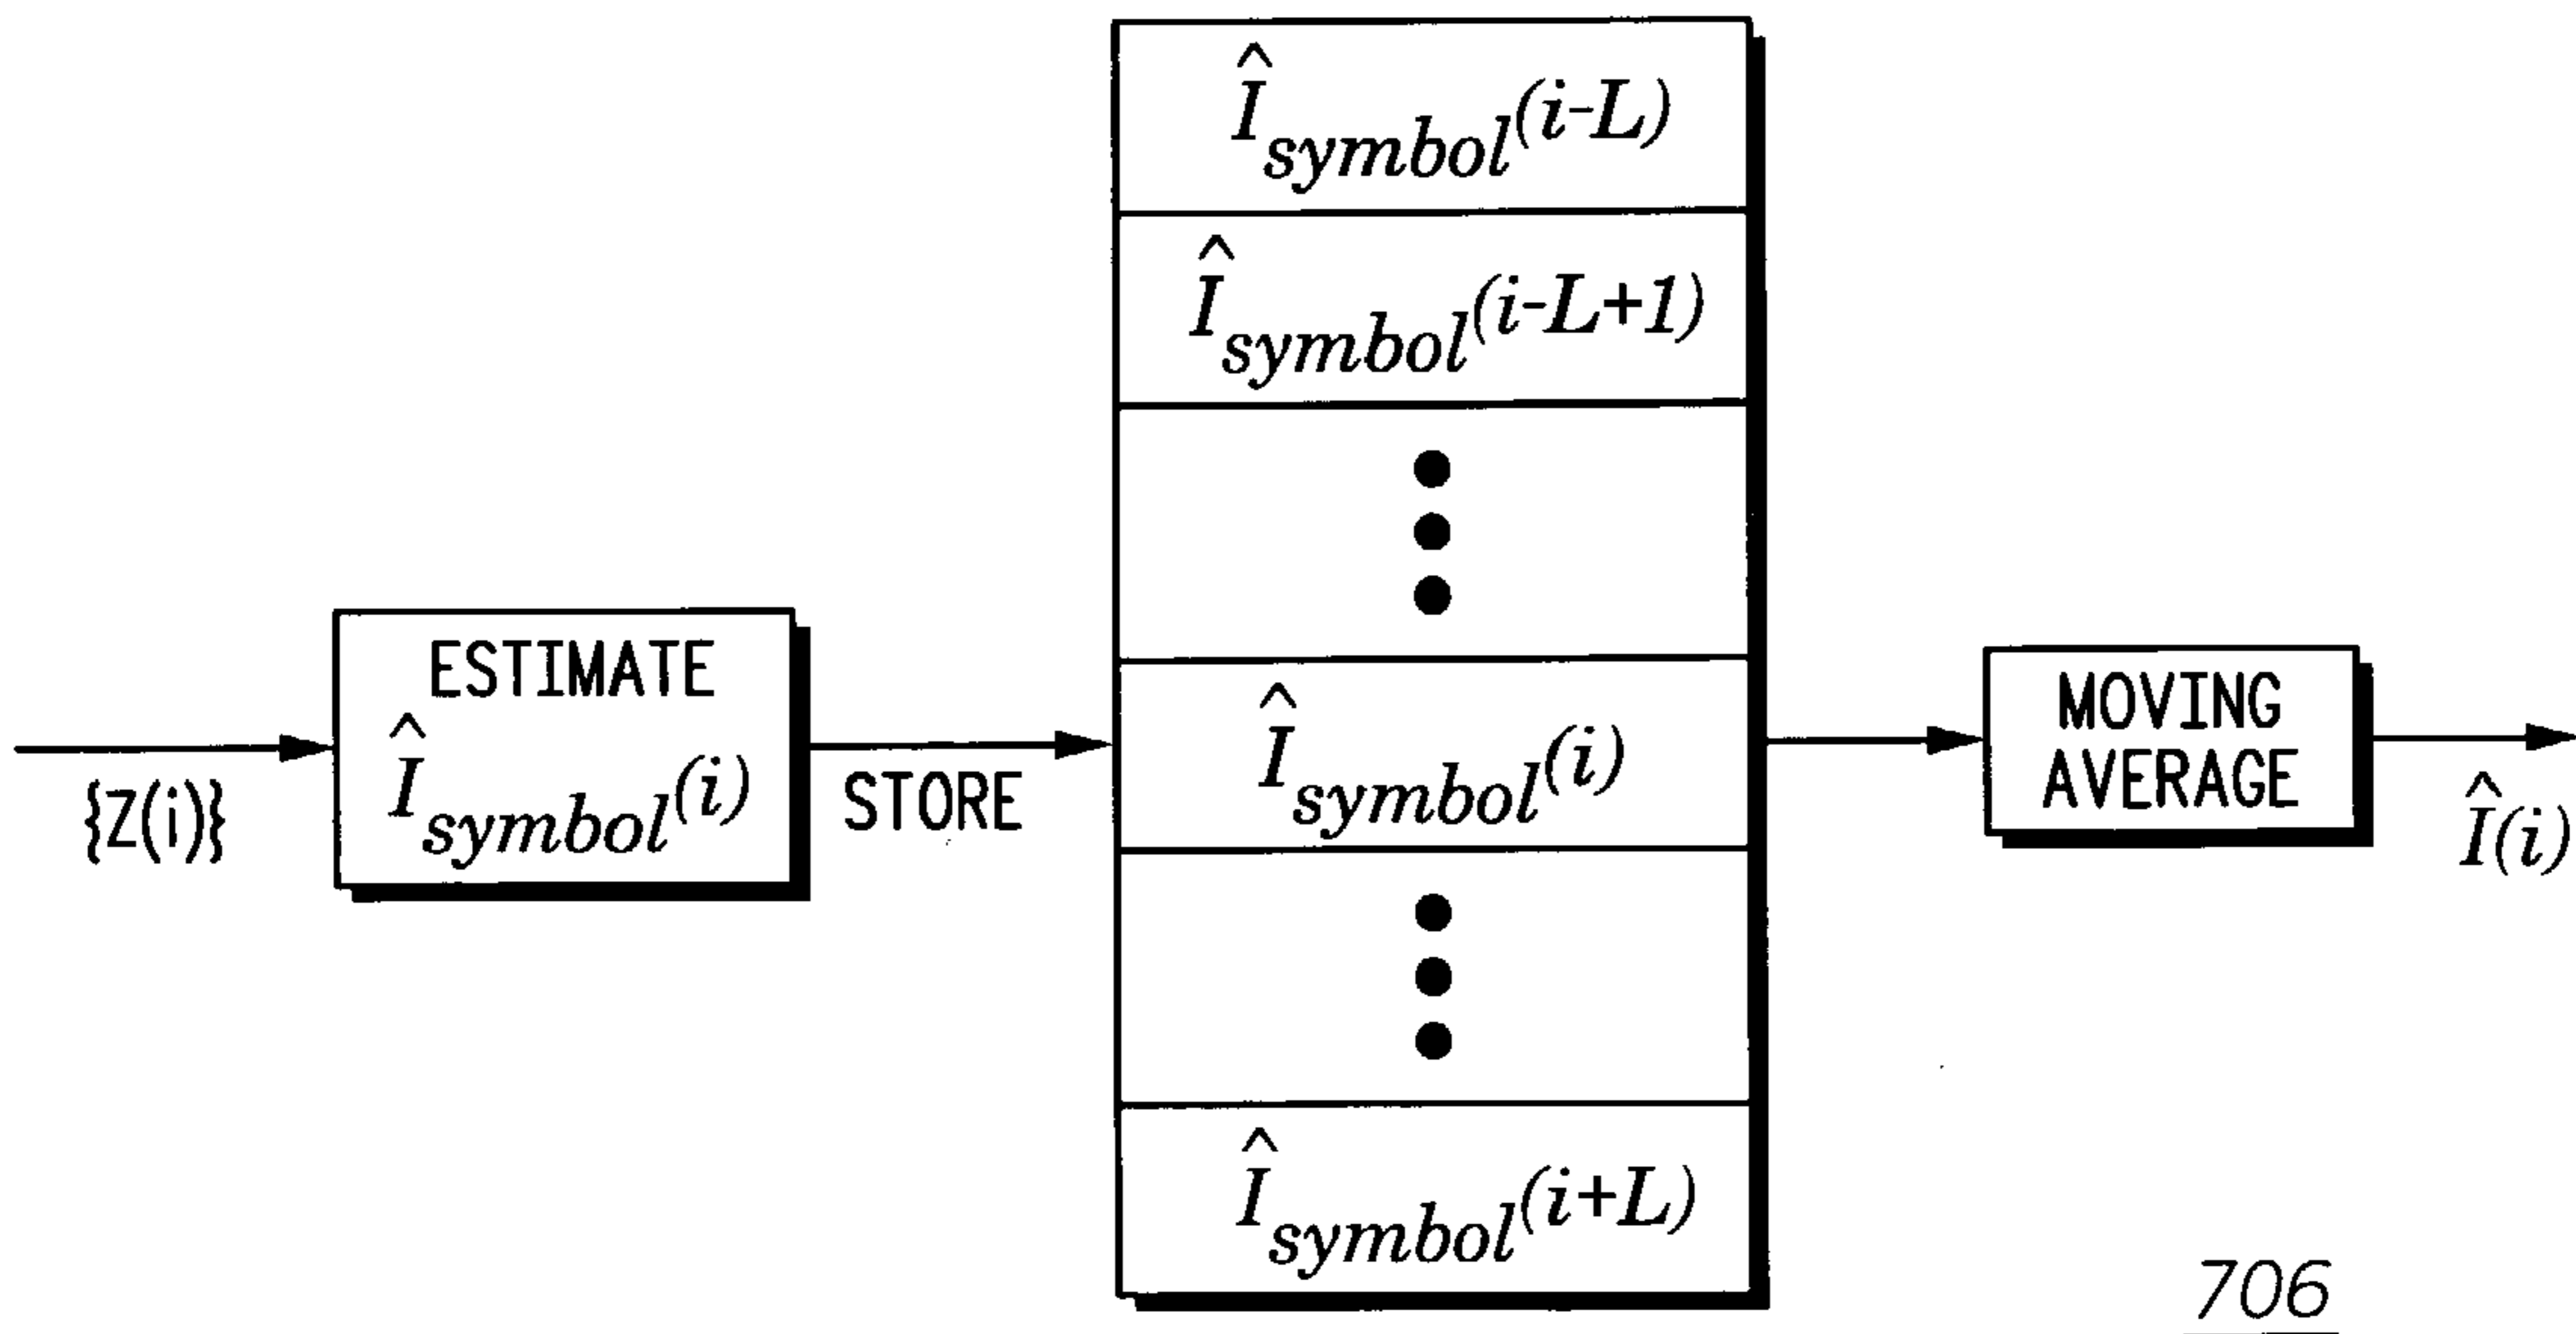 Î_symbol(i-L)
Î_symbol(i-L+1)
ESTIMATE
Î_symbol(i)
{Z(i)}
STORE
Î_symbol(i)
MOVING
AVERAGE
Î(i)
Î_symbol(i+L)
706